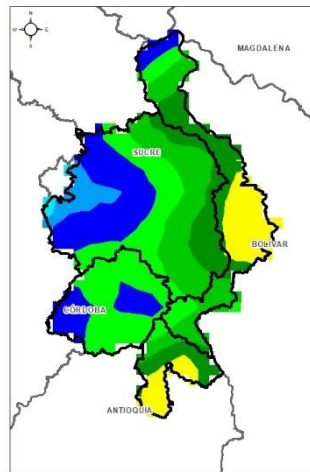 N
W E
S
MAGDALENA
SUCRE
BOLIVAR
CÓRDOBA
ANTIOQUIA